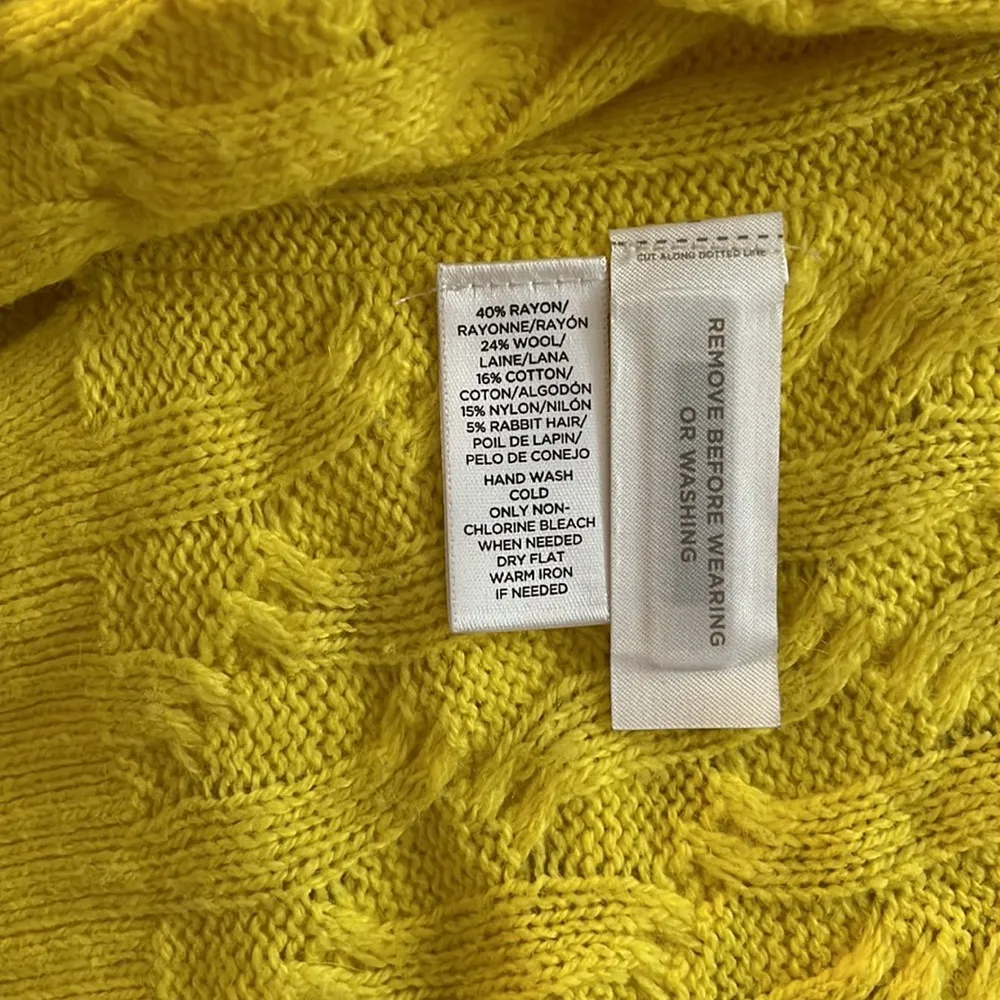 40% RAYON/
RAYONNE/RAYÓN
24% WOOL/
LAINE/LANA
16% COTTON/
COTON/ALGODÓN
15% NYLON/NILÓN
5% RABBIT HAIR/
POIL DE LAPIN/
PELO DE CONEJO
HAND WASH
COLD
ONLY NON-
CHLORINE BLEACH
WHEN NEEDED
DRY FLAT
WARM IRON
IF NEEDED
CUT ALONG DOTTED LINE
REMOVE BEFORE WEARING
OR WASHING